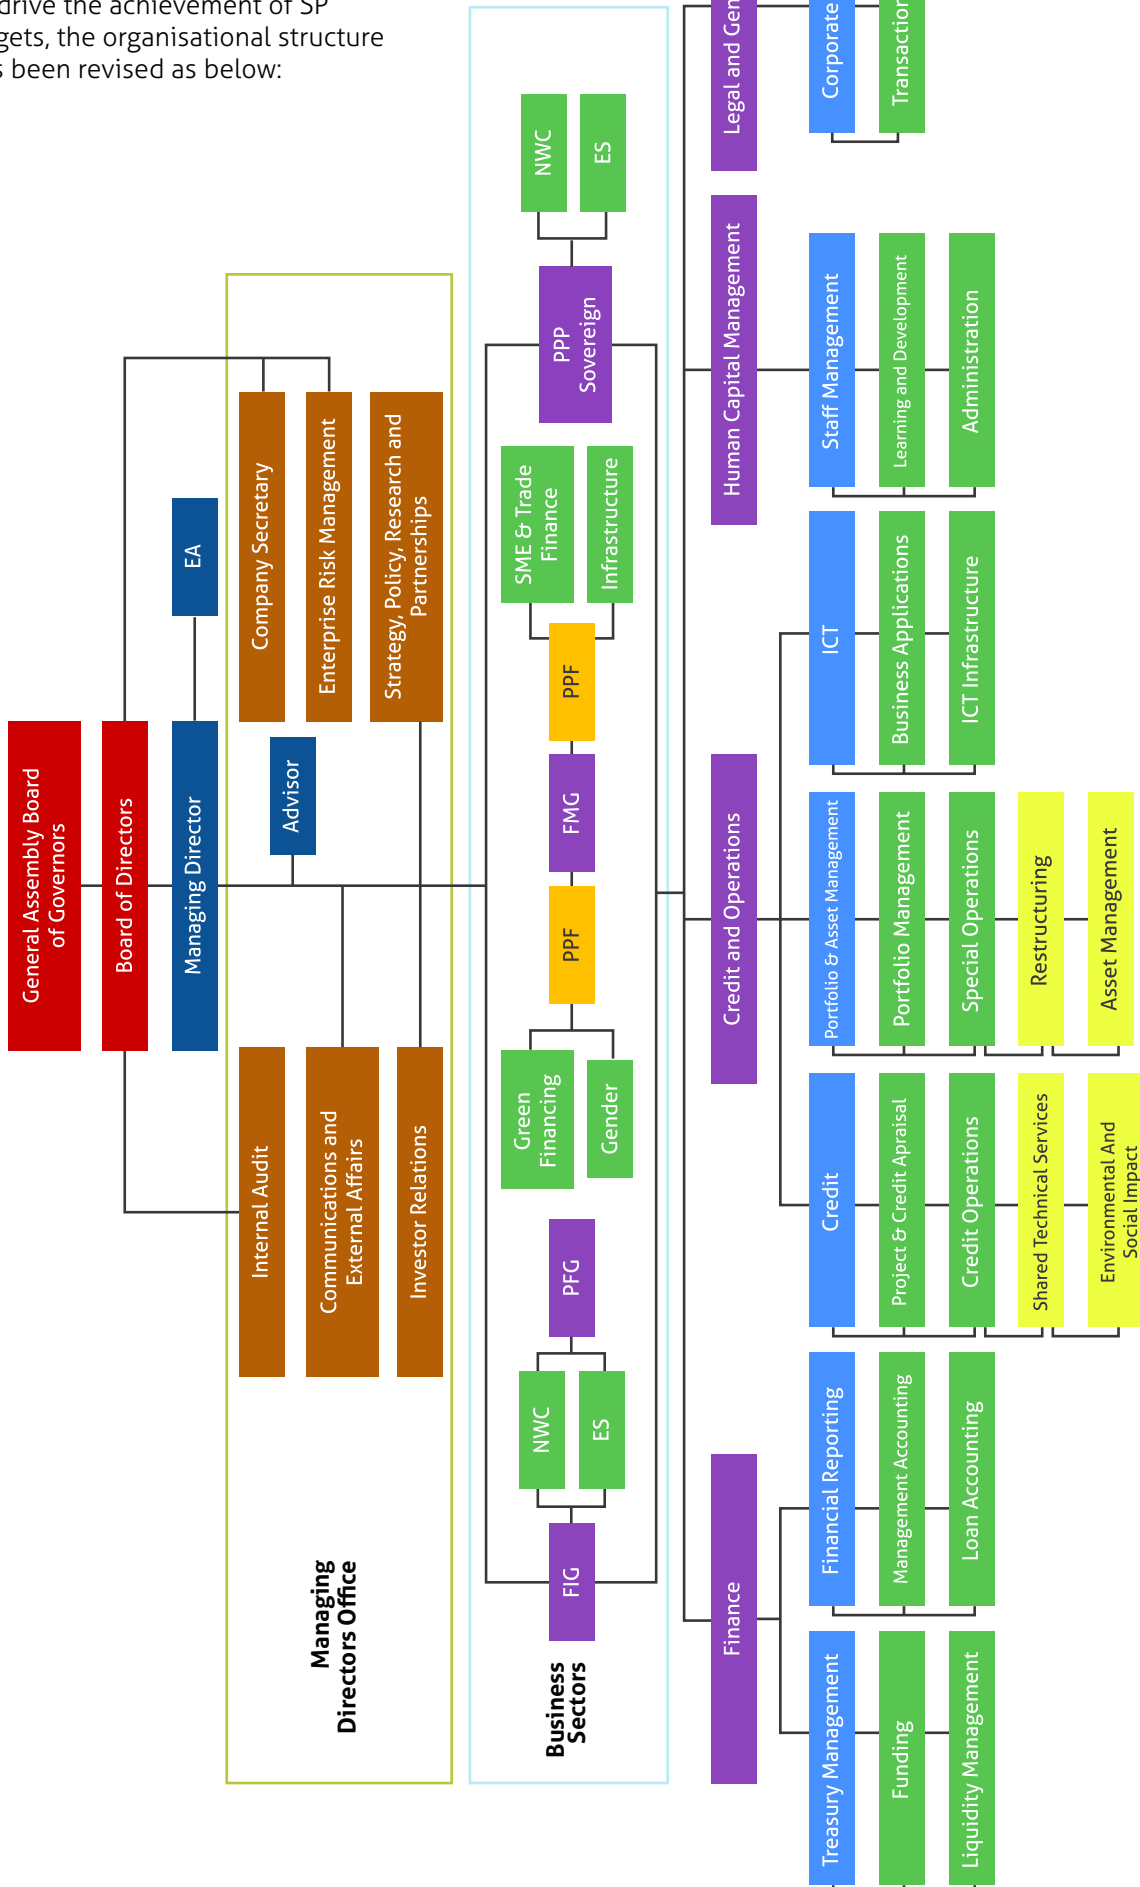 drive the achievement of SP
gets, the organisational structure
s been revised as below:
General Assembly Board
of Governors
Board of Directors
Managing Director
EA
Advisor
Company Secretary
Enterprise Risk Management
Strategy, Policy, Research and
Partnerships
Internal Audit
Communications and
External Affairs
Investor Relations
Managing
Directors Office
Business
Sectors
FIG
NWC
ES
PFG
Green
Financing
Gender
PPF
FMG
PPF
SME & Trade
Finance
Infrastructure
PPP
Sovereign
NWC
ES
Finance
Credit and Operations
Human Capital Management
Legal and Gen
Treasury Management
Funding
Liquidity Management
Financial Reporting
Management Accounting
Loan Accounting
Credit
Project & Credit Apraisal
Credit Operations
Shared Technical Services
Environmental And
Social Impact
Portfolio & Asset Management
Portfolio Management
Special Operations
Restructuring
Asset Management
ICT
Business Applications
ICT Infrastructure
Staff Management
Learning and Development
Administration
Corporate
Transaction